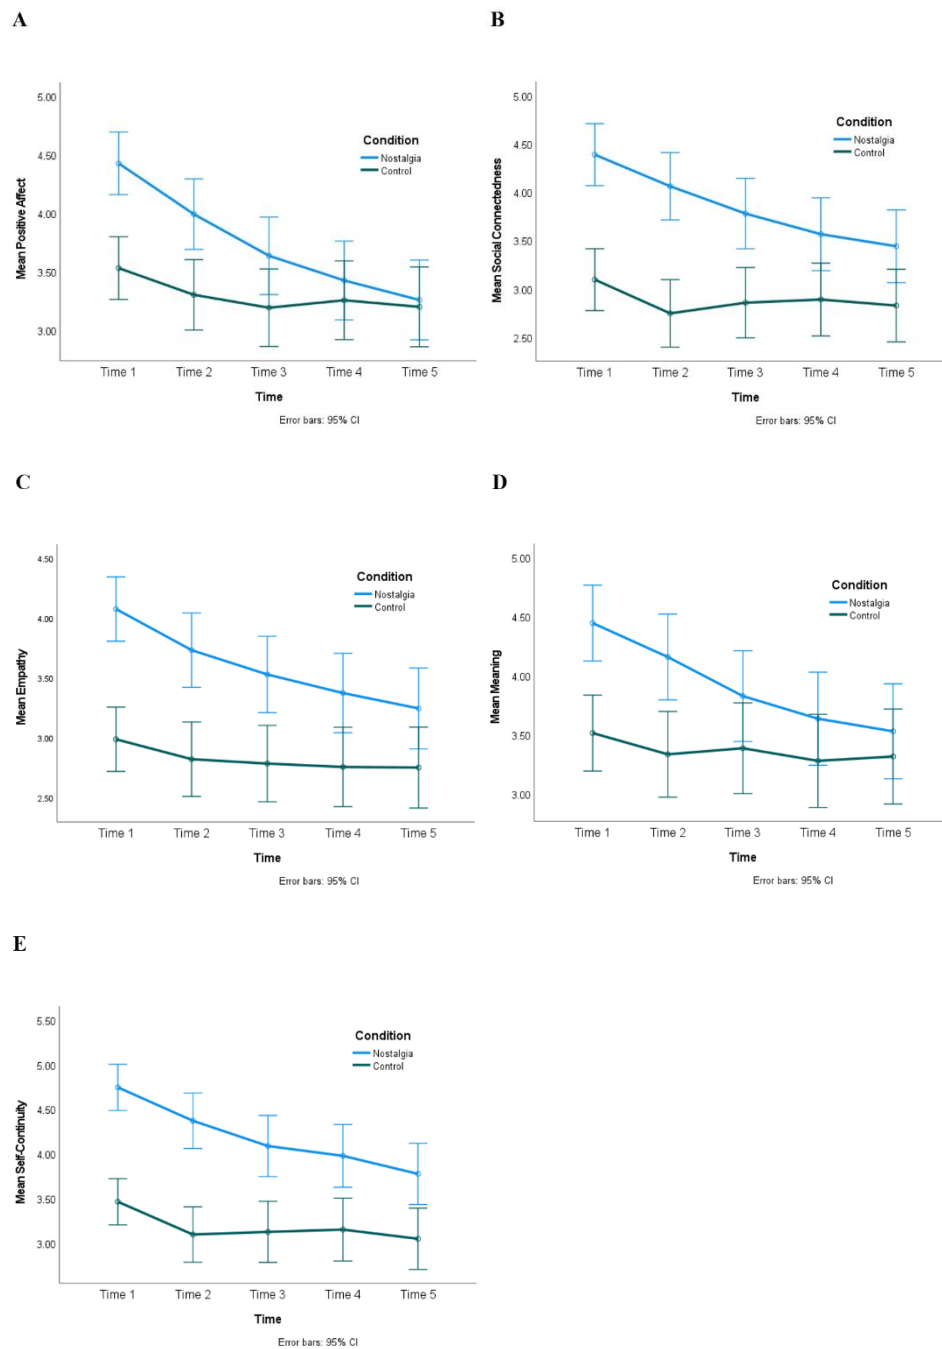 A
5.00
4.50
4.00
3.50
3.00
Mean Positive Affect
Condition
Nostalgia
Control
Time 1 Time 2 Time 3 Time 4 Time 5
Time
Error bars: 95% CI
B
5.00
4.50
4.00
3.50
3.00
2.50
Mean Social Connectedness
Condition
Nostalgia
Control
Time 1 Time 2 Time 3 Time 4 Time 5
Time
Error bars: 95% CI
C
4.50
4.00
3.50
3.00
2.50
Mean Empathy
Condition
Nostalgia
Control
Time 1 Time 2 Time 3 Time 4 Time 5
Time
Error bars: 95% CI
D
5.00
4.50
4.00
3.50
3.00
Mean Meaning
Condition
Nostalgia
Control
Time 1 Time 2 Time 3 Time 4 Time 5
Time
Error bars: 95% CI
E
5.50
5.00
4.50
4.00
3.50
3.00
Mean Self-Continuity
Condition
Nostalgia
Control
Time 1 Time 2 Time 3 Time 4 Time 5
Time
Error bars: 95% CI